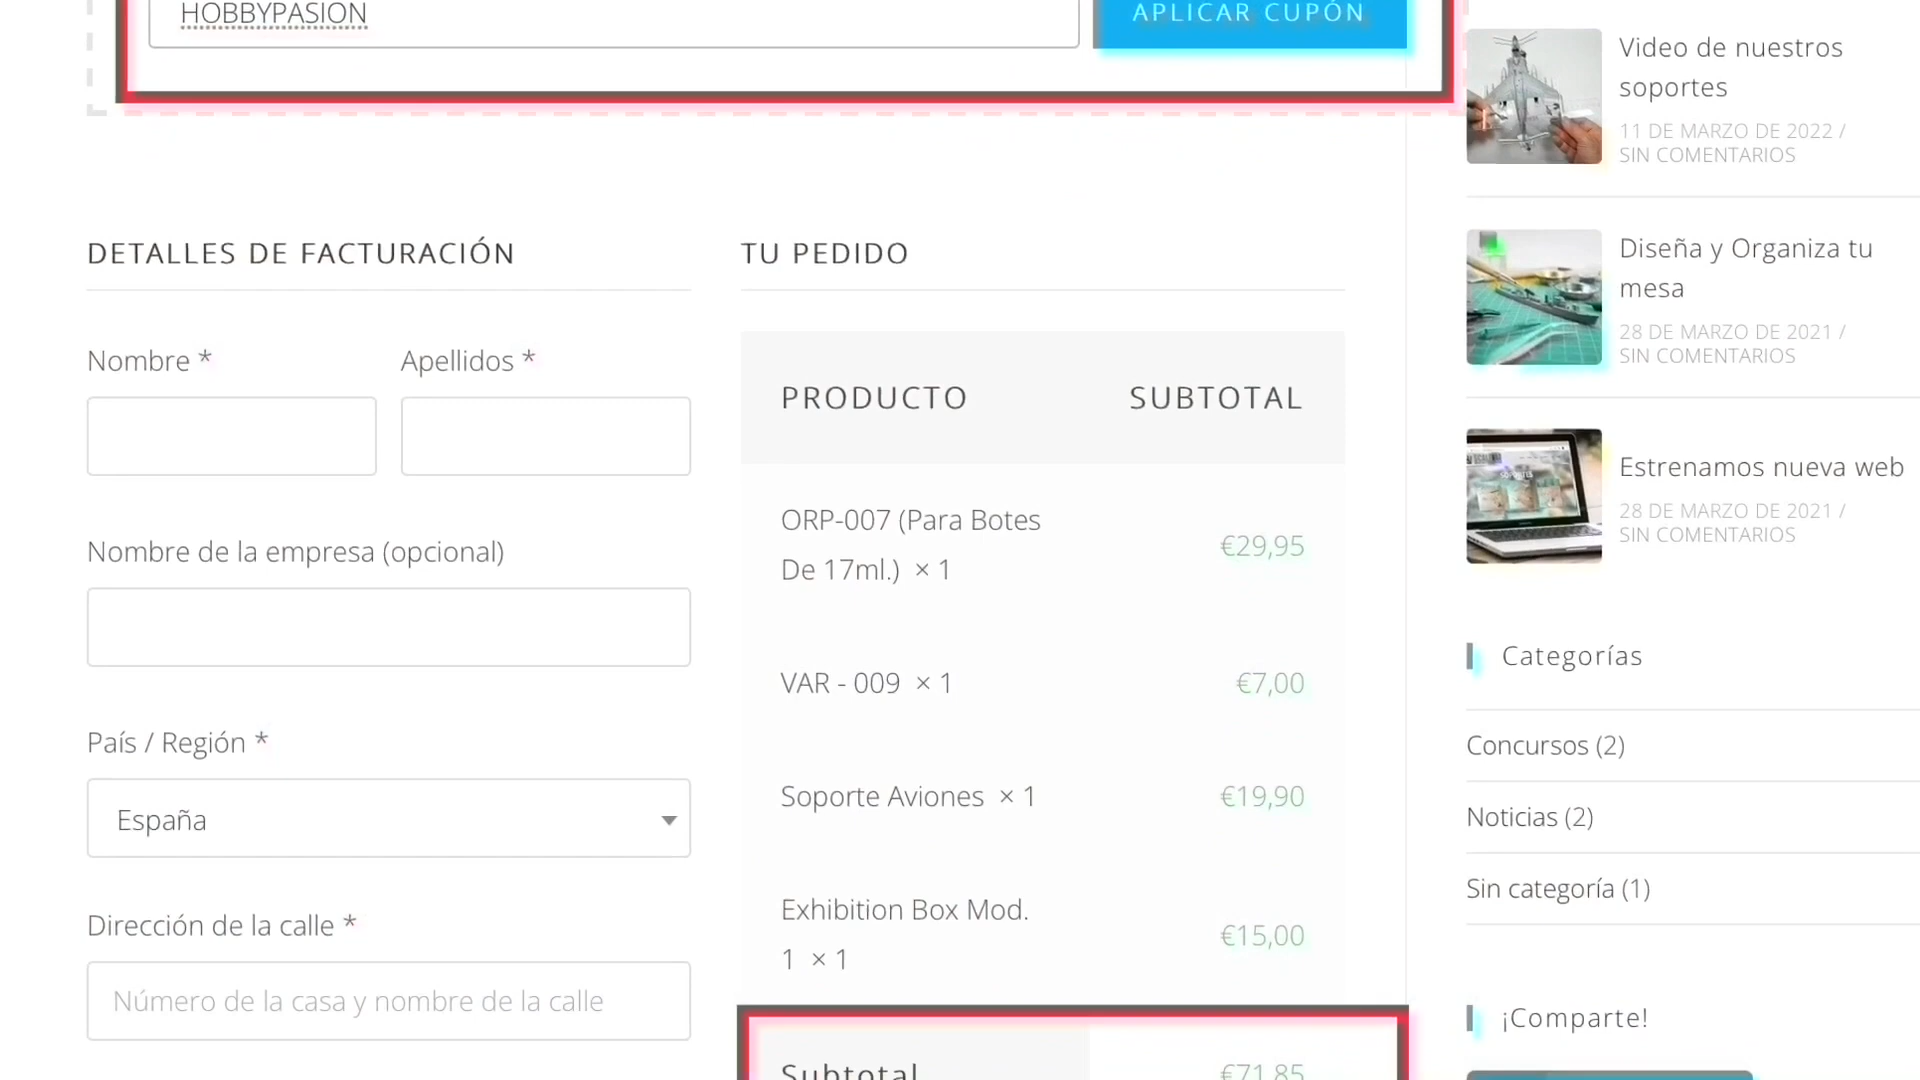 HOBBYPASION
APLICAR CUPÓN
DETALLES DE FACTURACIÓN
Nombre *
Apellidos *
Nombre de la empresa (opcional)
País / Región *
España
Dirección de la calle *
Número de la casa y nombre de la calle
TU PEDIDO
PRODUCTO SUBTOTAL
ORP-007 (Para Botes
De 17ml.) × 1
€29,95
VAR - 009 × 1 €7,00
Soporte Aviones × 1 €19,90
Exhibition Box Mod.
1 × 1
€15,00
Subtotal €71,85
Video de nuestros
soportes
11 DE MARZO DE 2022 /
SIN COMENTARIOS
Diseña y Organiza tu
mesa
28 DE MARZO DE 2021 /
SIN COMENTARIOS
Estrenamos nueva web
28 DE MARZO DE 2021 /
SIN COMENTARIOS
Categorías
Concursos (2)
Noticias (2)
Sin categoría (1)
¡Comparte!